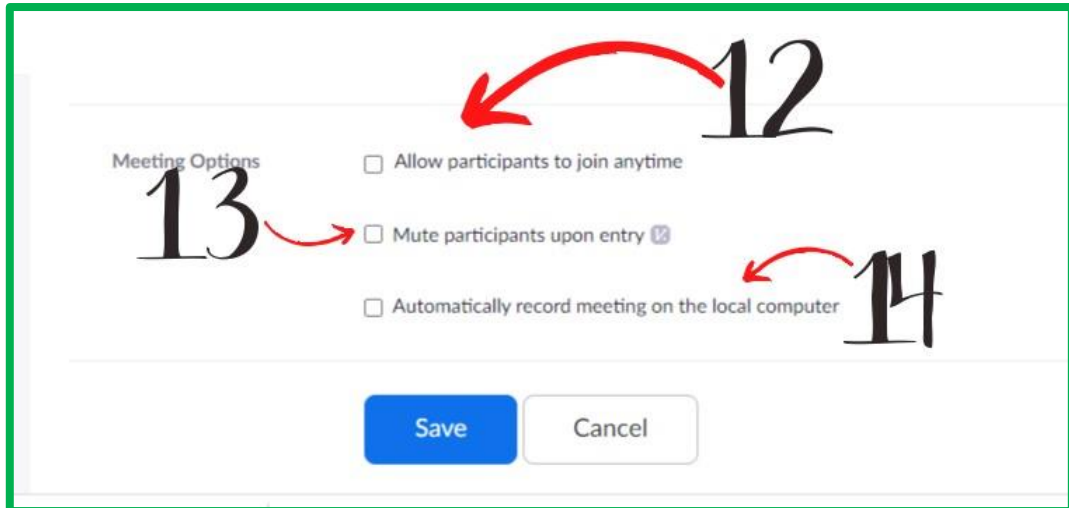 12
Meeting Options
Allow participants to join anytime
13
Mute participants upon entry
14
Automatically record meeting on the local computer
Save
Cancel